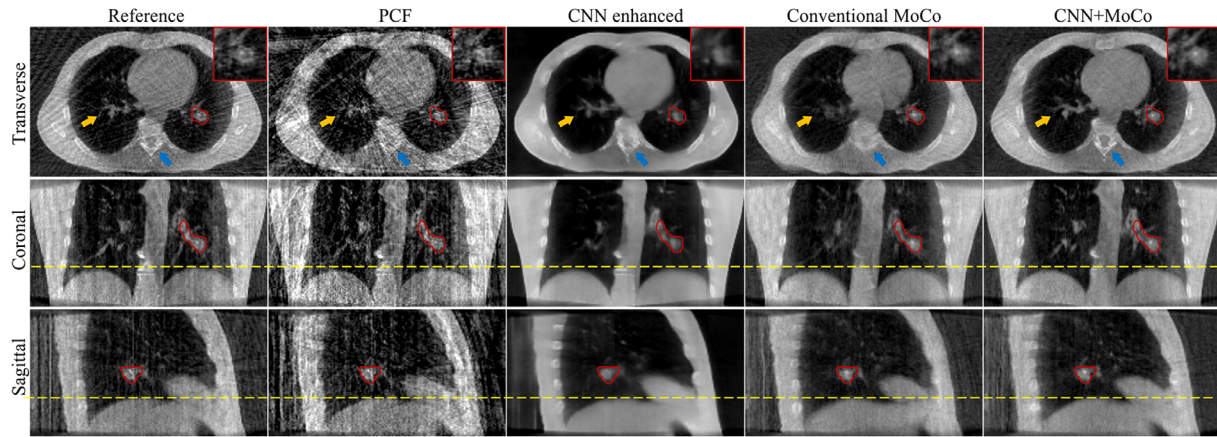 Reference PCF CNN enhanced Conventional MoCo CNN+MoCo
Transverse
Coronal
Sagittal